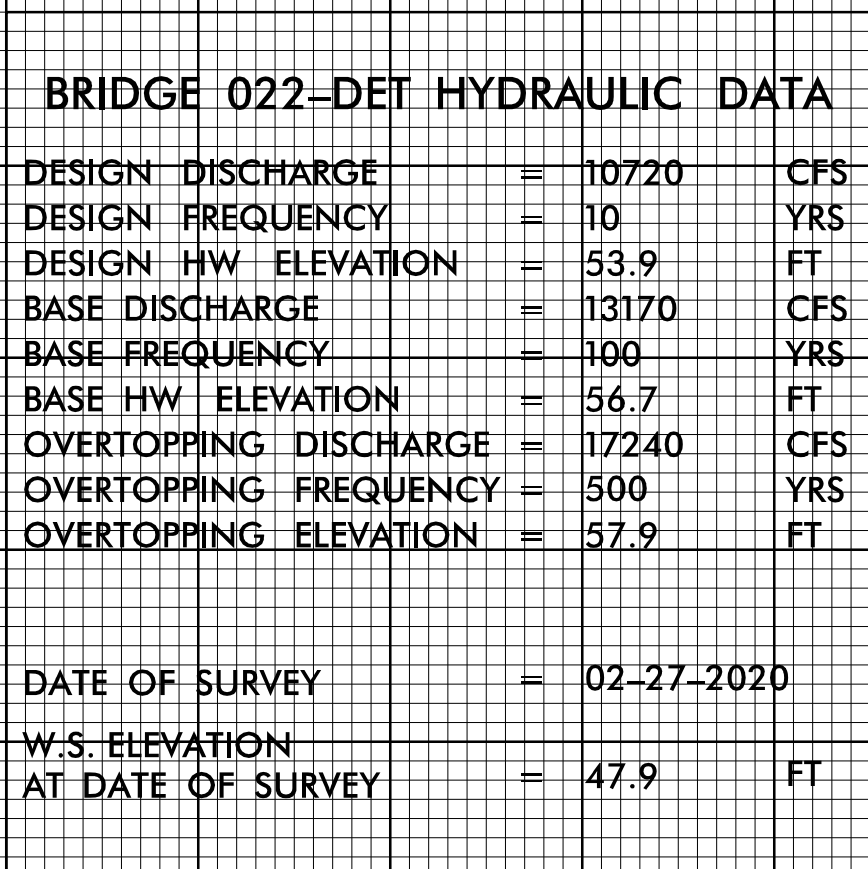 BRIDGE 022-DET HYDRAULIC DATA
DESIGN DISCHARGE = 10720 CFS
DESIGN FREQUENCY = 10 YRS
DESIGN HW ELEVATION = 53.9 FT
BASE DISCHARGE = 13170 CFS
BASE FREQUENCY = 100 YRS
BASE HW ELEVATION = 56.7 FT
OVERTOPPING DISCHARGE = 17240 CFS
OVERTOPPING FREQUENCY = 500 YRS
OVERTOPPING ELEVATION = 57.9 FT
DATE OF SURVEY = 02-27-2020
W.S. ELEVATION
AT DATE OF SURVEY = 47.9 FT